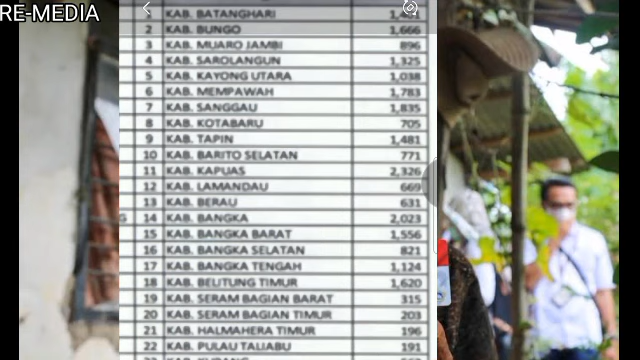 RE-MEDIA
KAB. BATANGHARI
2 KAB. BUNGO 1,666
3 KAB. MUARO JAMBI 896
4 KAB. SAROLANGUN 1,325
5 KAB. KAYONG UTARA 1,038
6 KAB. MEMPAWAH 1,783
7 KAB. SANGGAU 1,835
8 KAB. KOTABARU 705
9 KAB. TAPIN 1,481
10 KAB. BARITO SELATAN 771
11 KAB. KAPUAS 2,326
12 KAB. LAMANDAU 669
13 KAB. BERAU 631
G 14 KAB. BANGKA 2,023
15 KAB. BANGKA BARAT 1,556
16 KAB. BANGKA SELATAN 821
17 KAB. BANGKA TENGAH 1,124
18 KAB. BELITUNG TIMUR 1,620
19 KAB. SERAM BAGIAN BARAT 315
20 KAB. SERAM BAGIAN TIMUR 203
21 KAB. HALMAHERA TIMUR 196
22 KAB. PULAU TALIABU 191